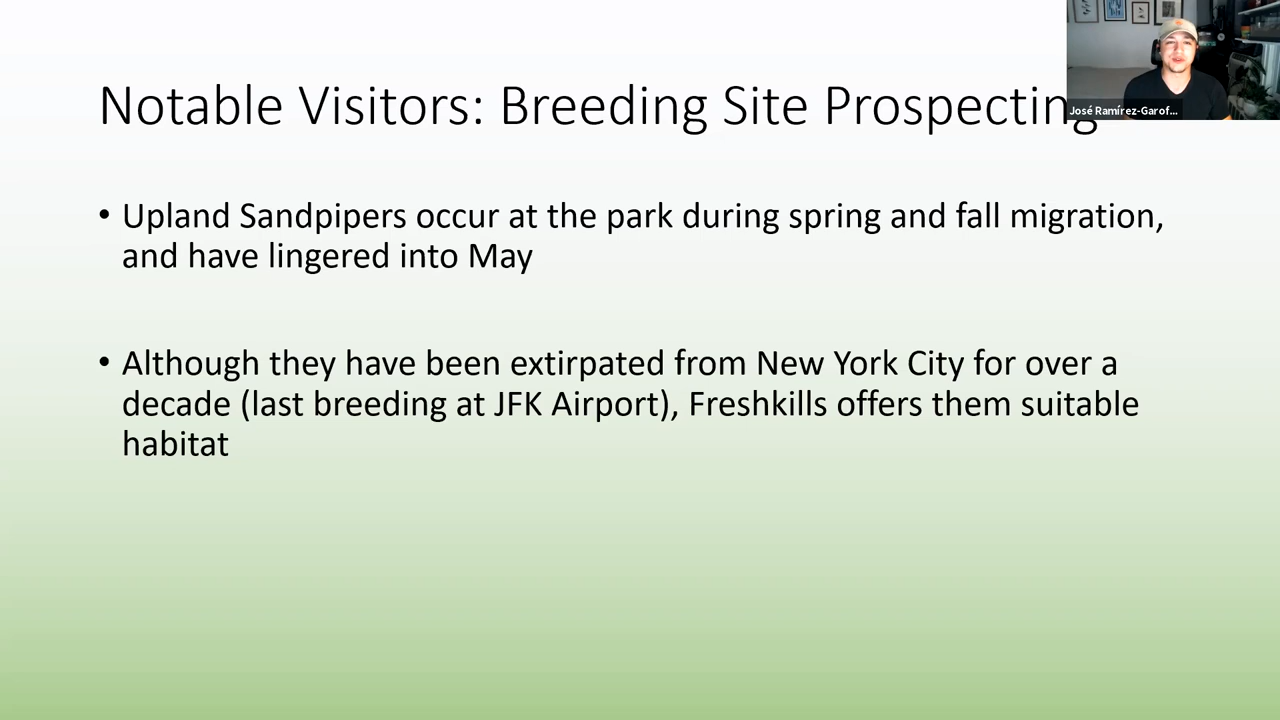 José Ramírez-Garof...
Notable Visitors: Breeding Site Prospecting
• Upland Sandpipers occur at the park during spring and fall migration,
and have lingered into May
• Although they have been extirpated from New York City for over a
decade (last breeding at JFK Airport), Freshkills offers them suitable
habitat